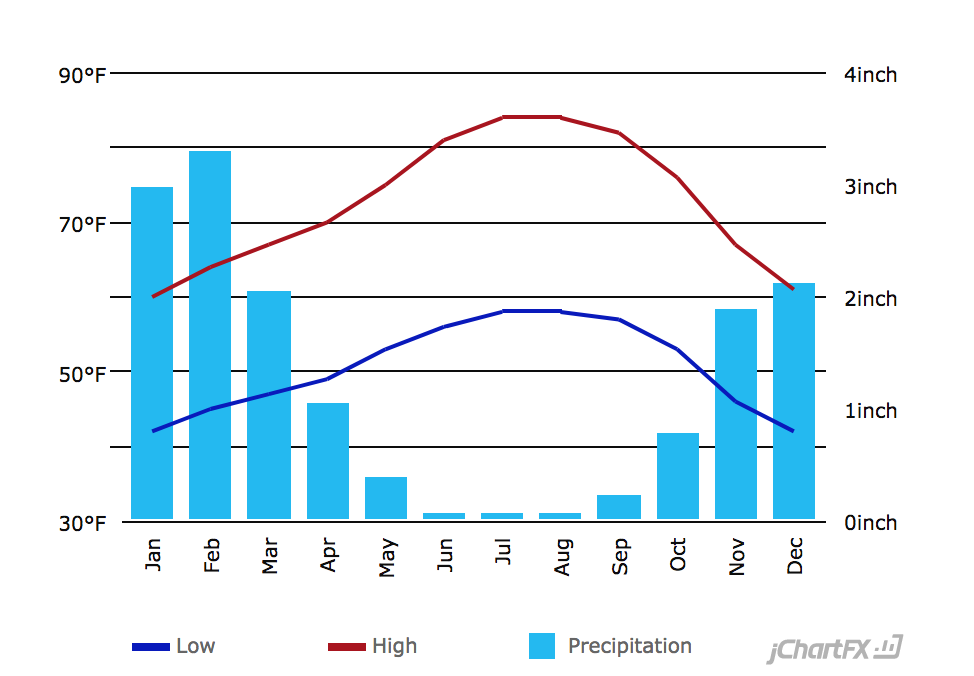 90°F
4inch
3inch
70°F
2inch
50°F
1inch
30°F
0inch
Jan Feb Mar Apr May Jun Jul Aug Sep Oct Nov Dec
Low High Precipitation
jChartFX